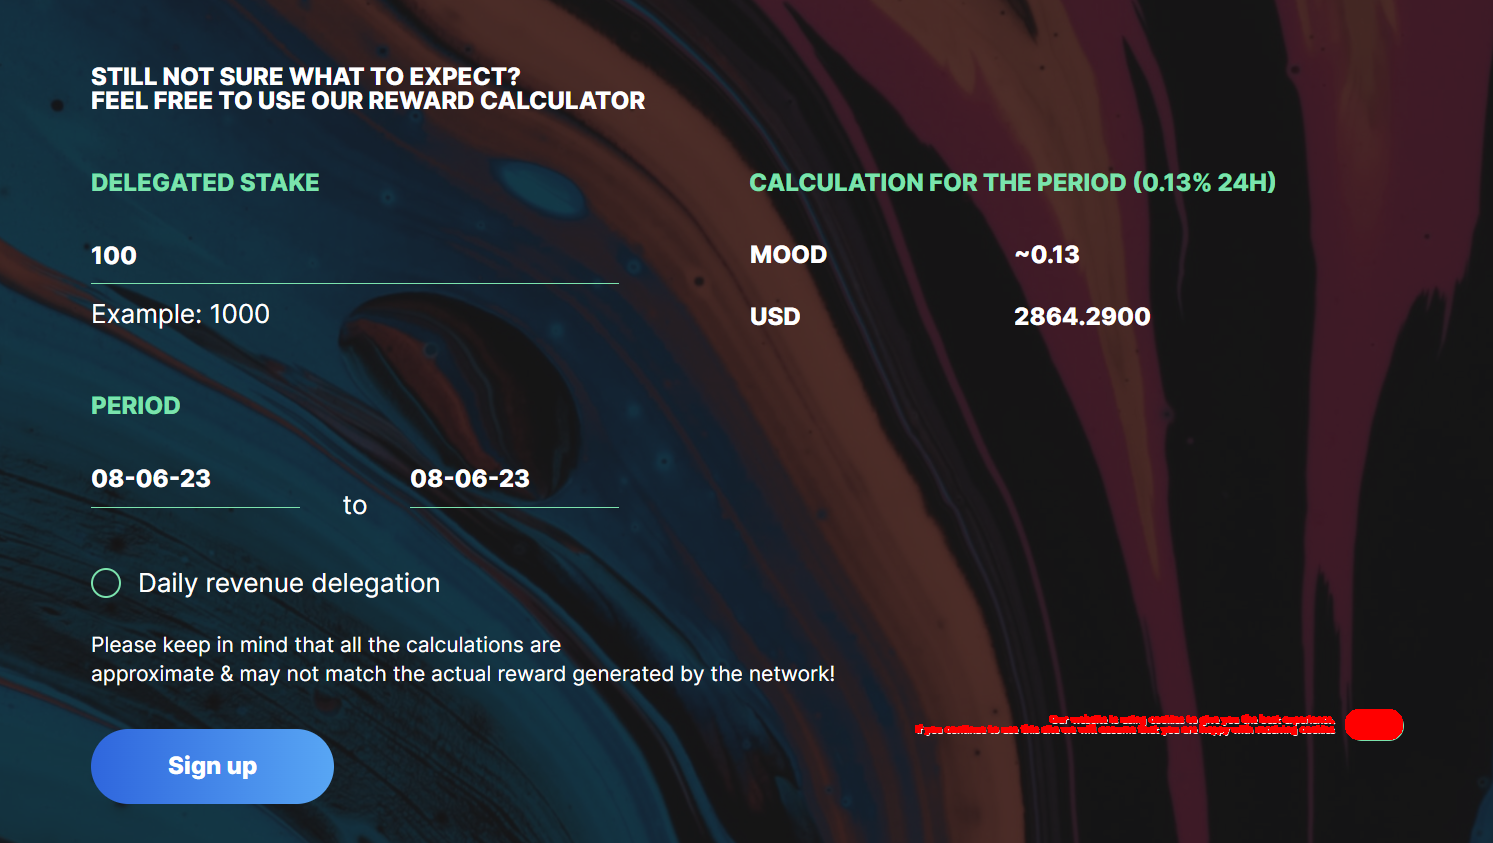 STILL NOT SURE WHAT TO EXPECT?
FEEL FREE TO USE OUR REWARD CALCULATOR
DELEGATED STAKE
100
Example: 1000
PERIOD
08-06-23
to
08-06-23
Daily revenue delegation
Please keep in mind that all the calculations are
approximate & may not match the actual reward generated by the network!
Sign up
CALCULATION FOR THE PERIOD (0.13% 24H)
MOOD ~0.13
USD 2864.2900
Our website is using cookies to give you the best experience.
If you continue to use this site we will assume that you are happy with receiving cookies